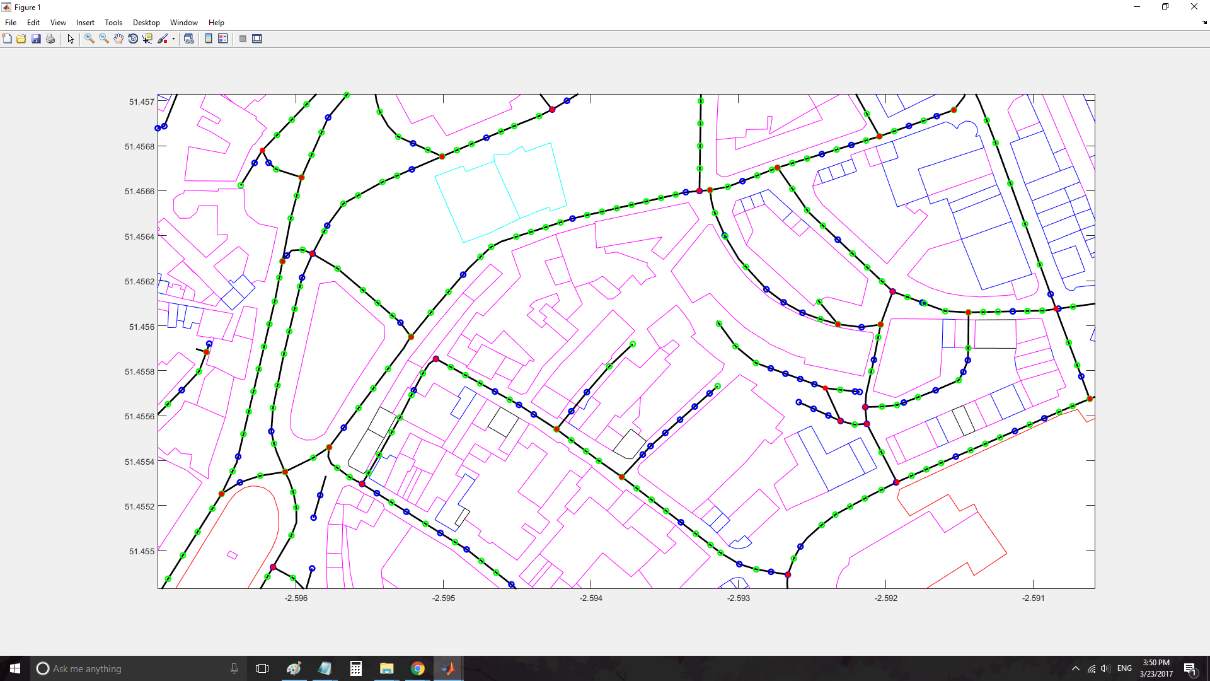 Figure 1
File Edit View Insert Tools Desktop Window Help
51.457
51.4568
51.4566
51.4564
51.4562
51.456
51.4558
51.4556
51.4554
51.4552
51.455
-2.596 -2.595 -2.594 -2.593 -2.592 -2.591
Ask me anything
ENG
3:50 PM
3/23/2017
1